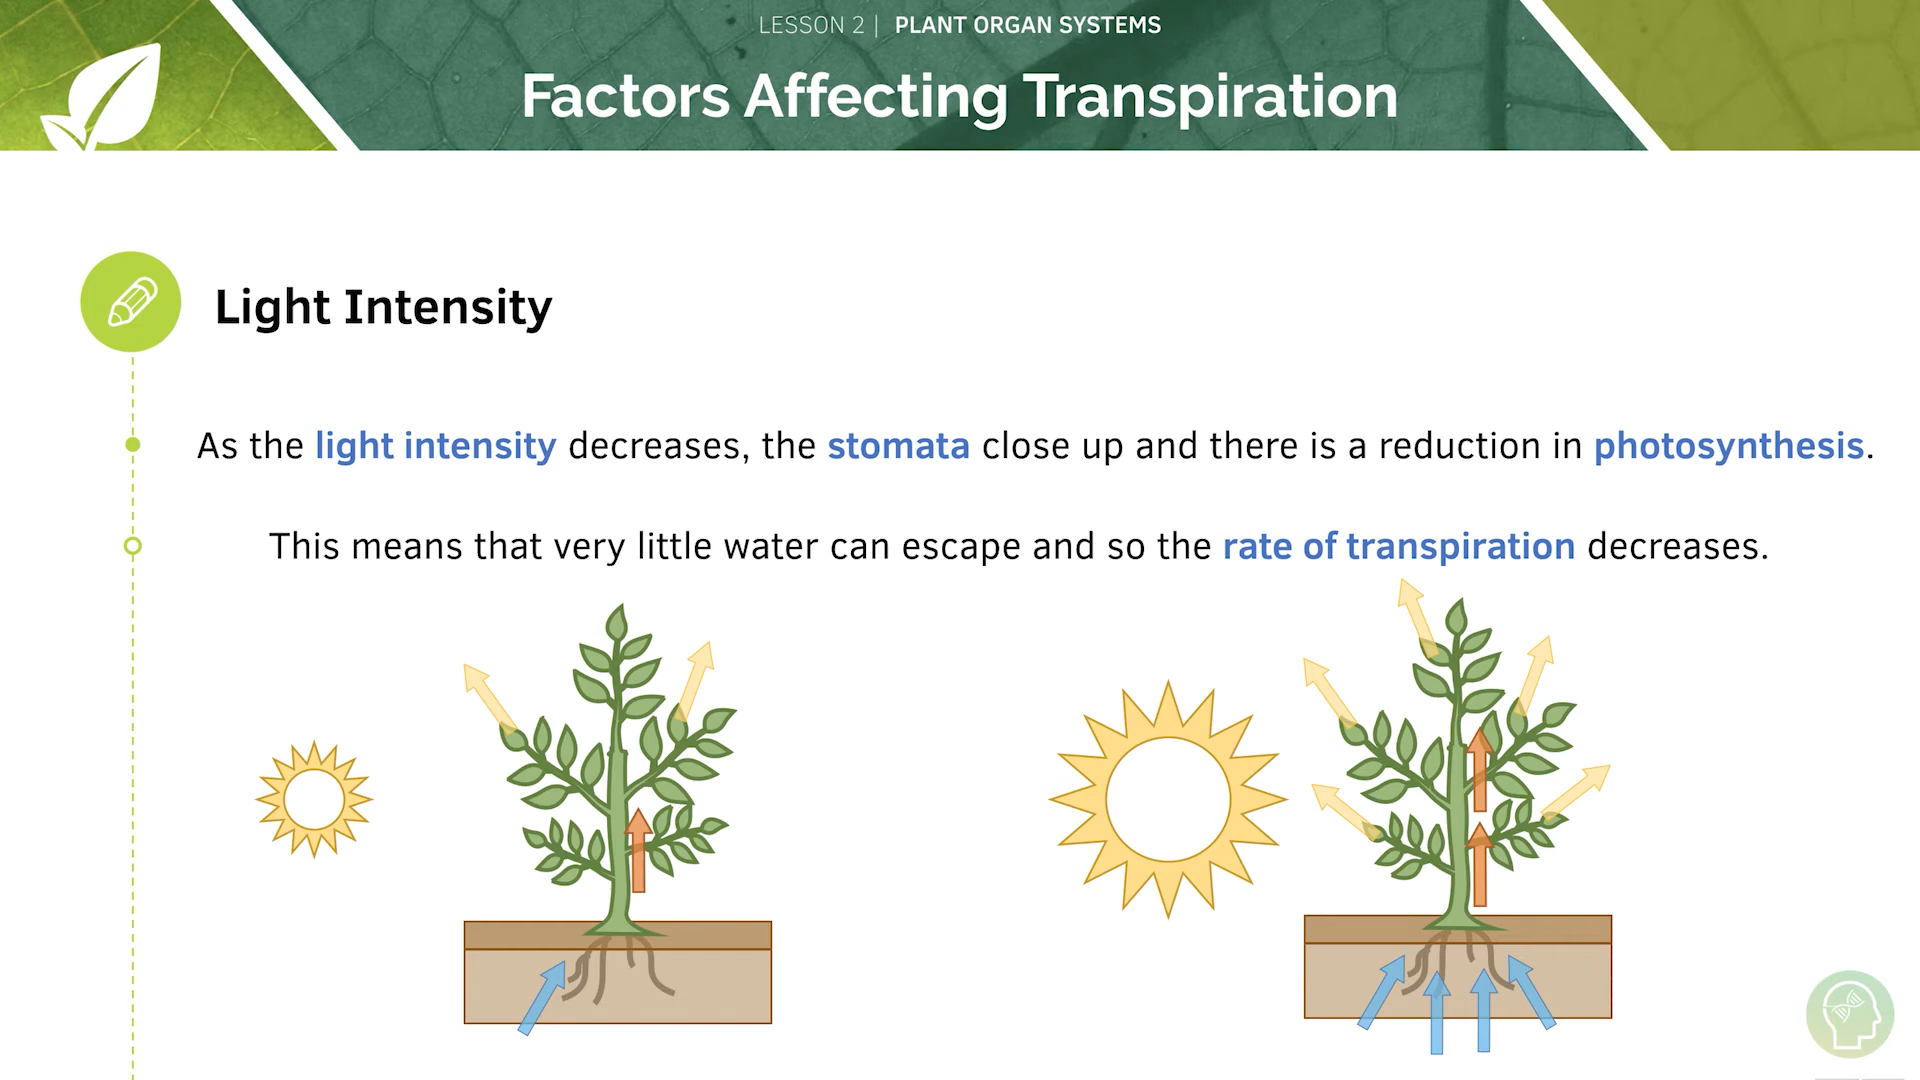 LESSON 2 | PLANT ORGAN SYSTEMS
Factors Affecting Transpiration
Light Intensity
As the light intensity decreases, the stomata close up and there is a reduction in photosynthesis.
This means that very little water can escape and so the rate of transpiration decreases.